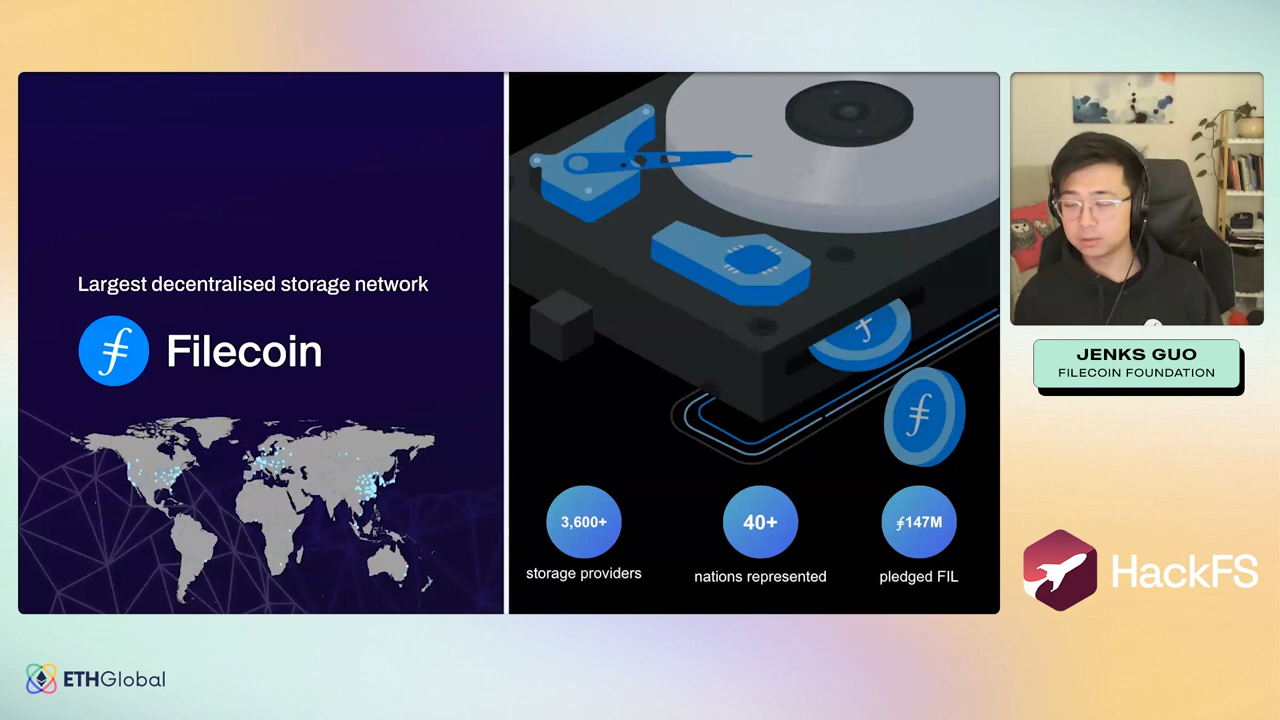 Largest decentralised storage network
Filecoin
3,600+
storage providers
40+
nations represented
ƒ147M
pledged FIL
JENKS GUO
FILECOIN FOUNDATION
HackFS
ETHGlobal